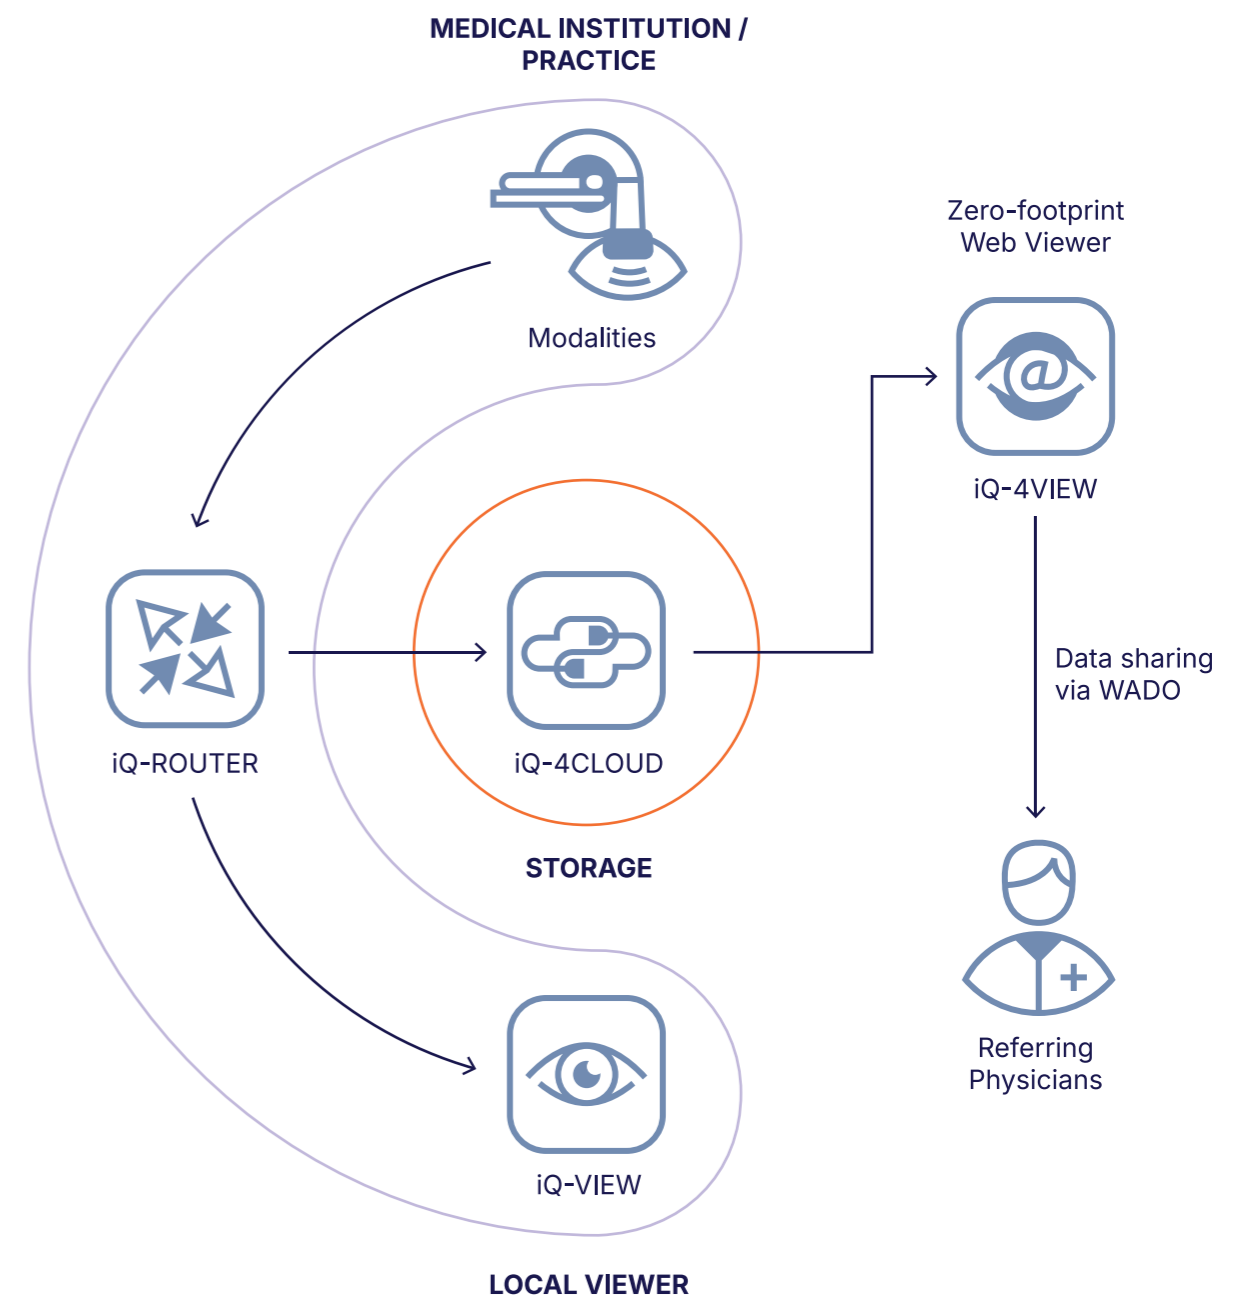 MEDICAL INSTITUTION /
PRACTICE
Modalities
Zero-footprint
Web Viewer
@
iQ-4VIEW
iQ-ROUTER
iQ-4CLOUD
STORAGE
Data sharing
via WADO
Referring
Physicians
iQ-VIEW
LOCAL VIEWER